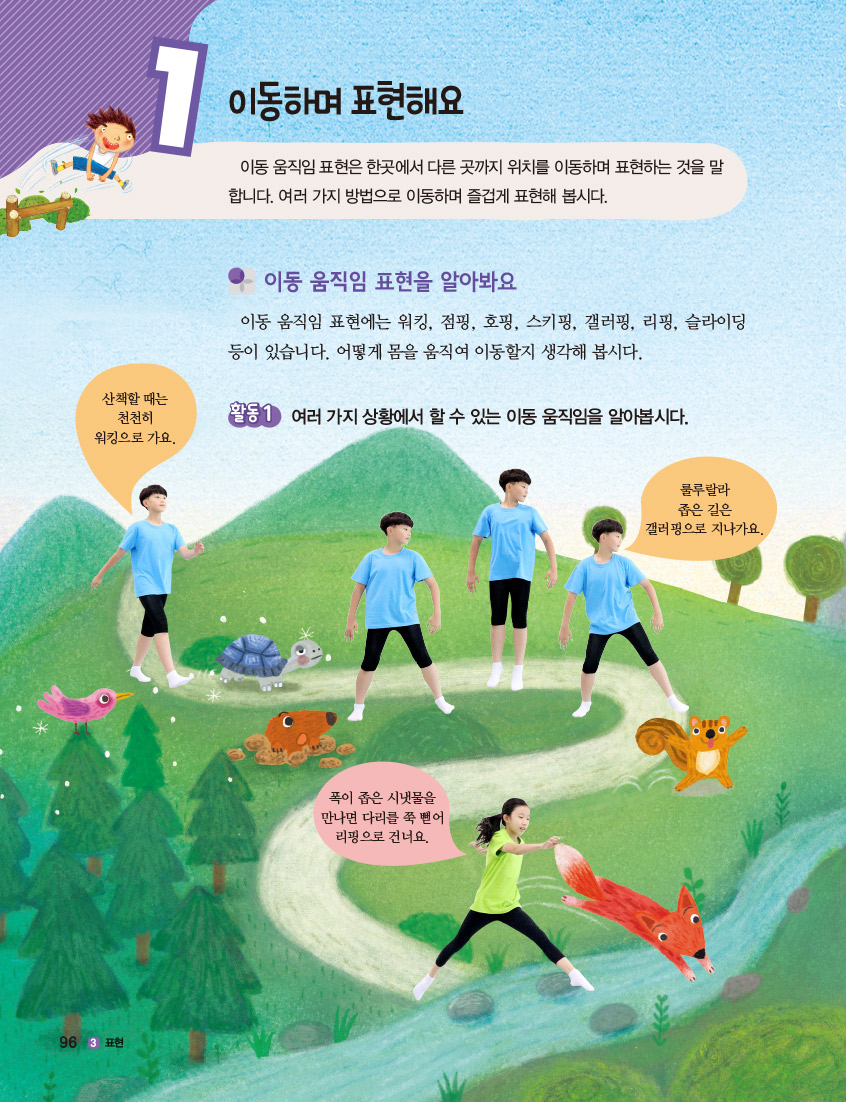 1
이동하며 표현해요
이동 움직임 표현은 한곳에서 다른 곳까지 위치를 이동하며 표현하는 것을 말
합니다. 여러 가지 방법으로 이동하며 즐겁게 표현해 봅시다.
이동 움직임 표현을 알아봐요
이동 움직임 표현에는 워킹, 점핑, 호핑, 스키핑, 갤러핑, 리핑, 슬라이딩
등이 있습니다. 어떻게 몸을 움직여 이동할지 생각해 봅시다.
활동 1 여러 가지 상황에서 할 수 있는 이동 움직임을 알아봅시다.
산책할 때는
천천히
워킹으로 가요.
룰루랄라
좁은 길은
갤러핑으로 지나가요.
폭이 좁은 시냇물을
만나면 다리를 쭉 뻗어
리핑으로 건너요.
96 3 표현